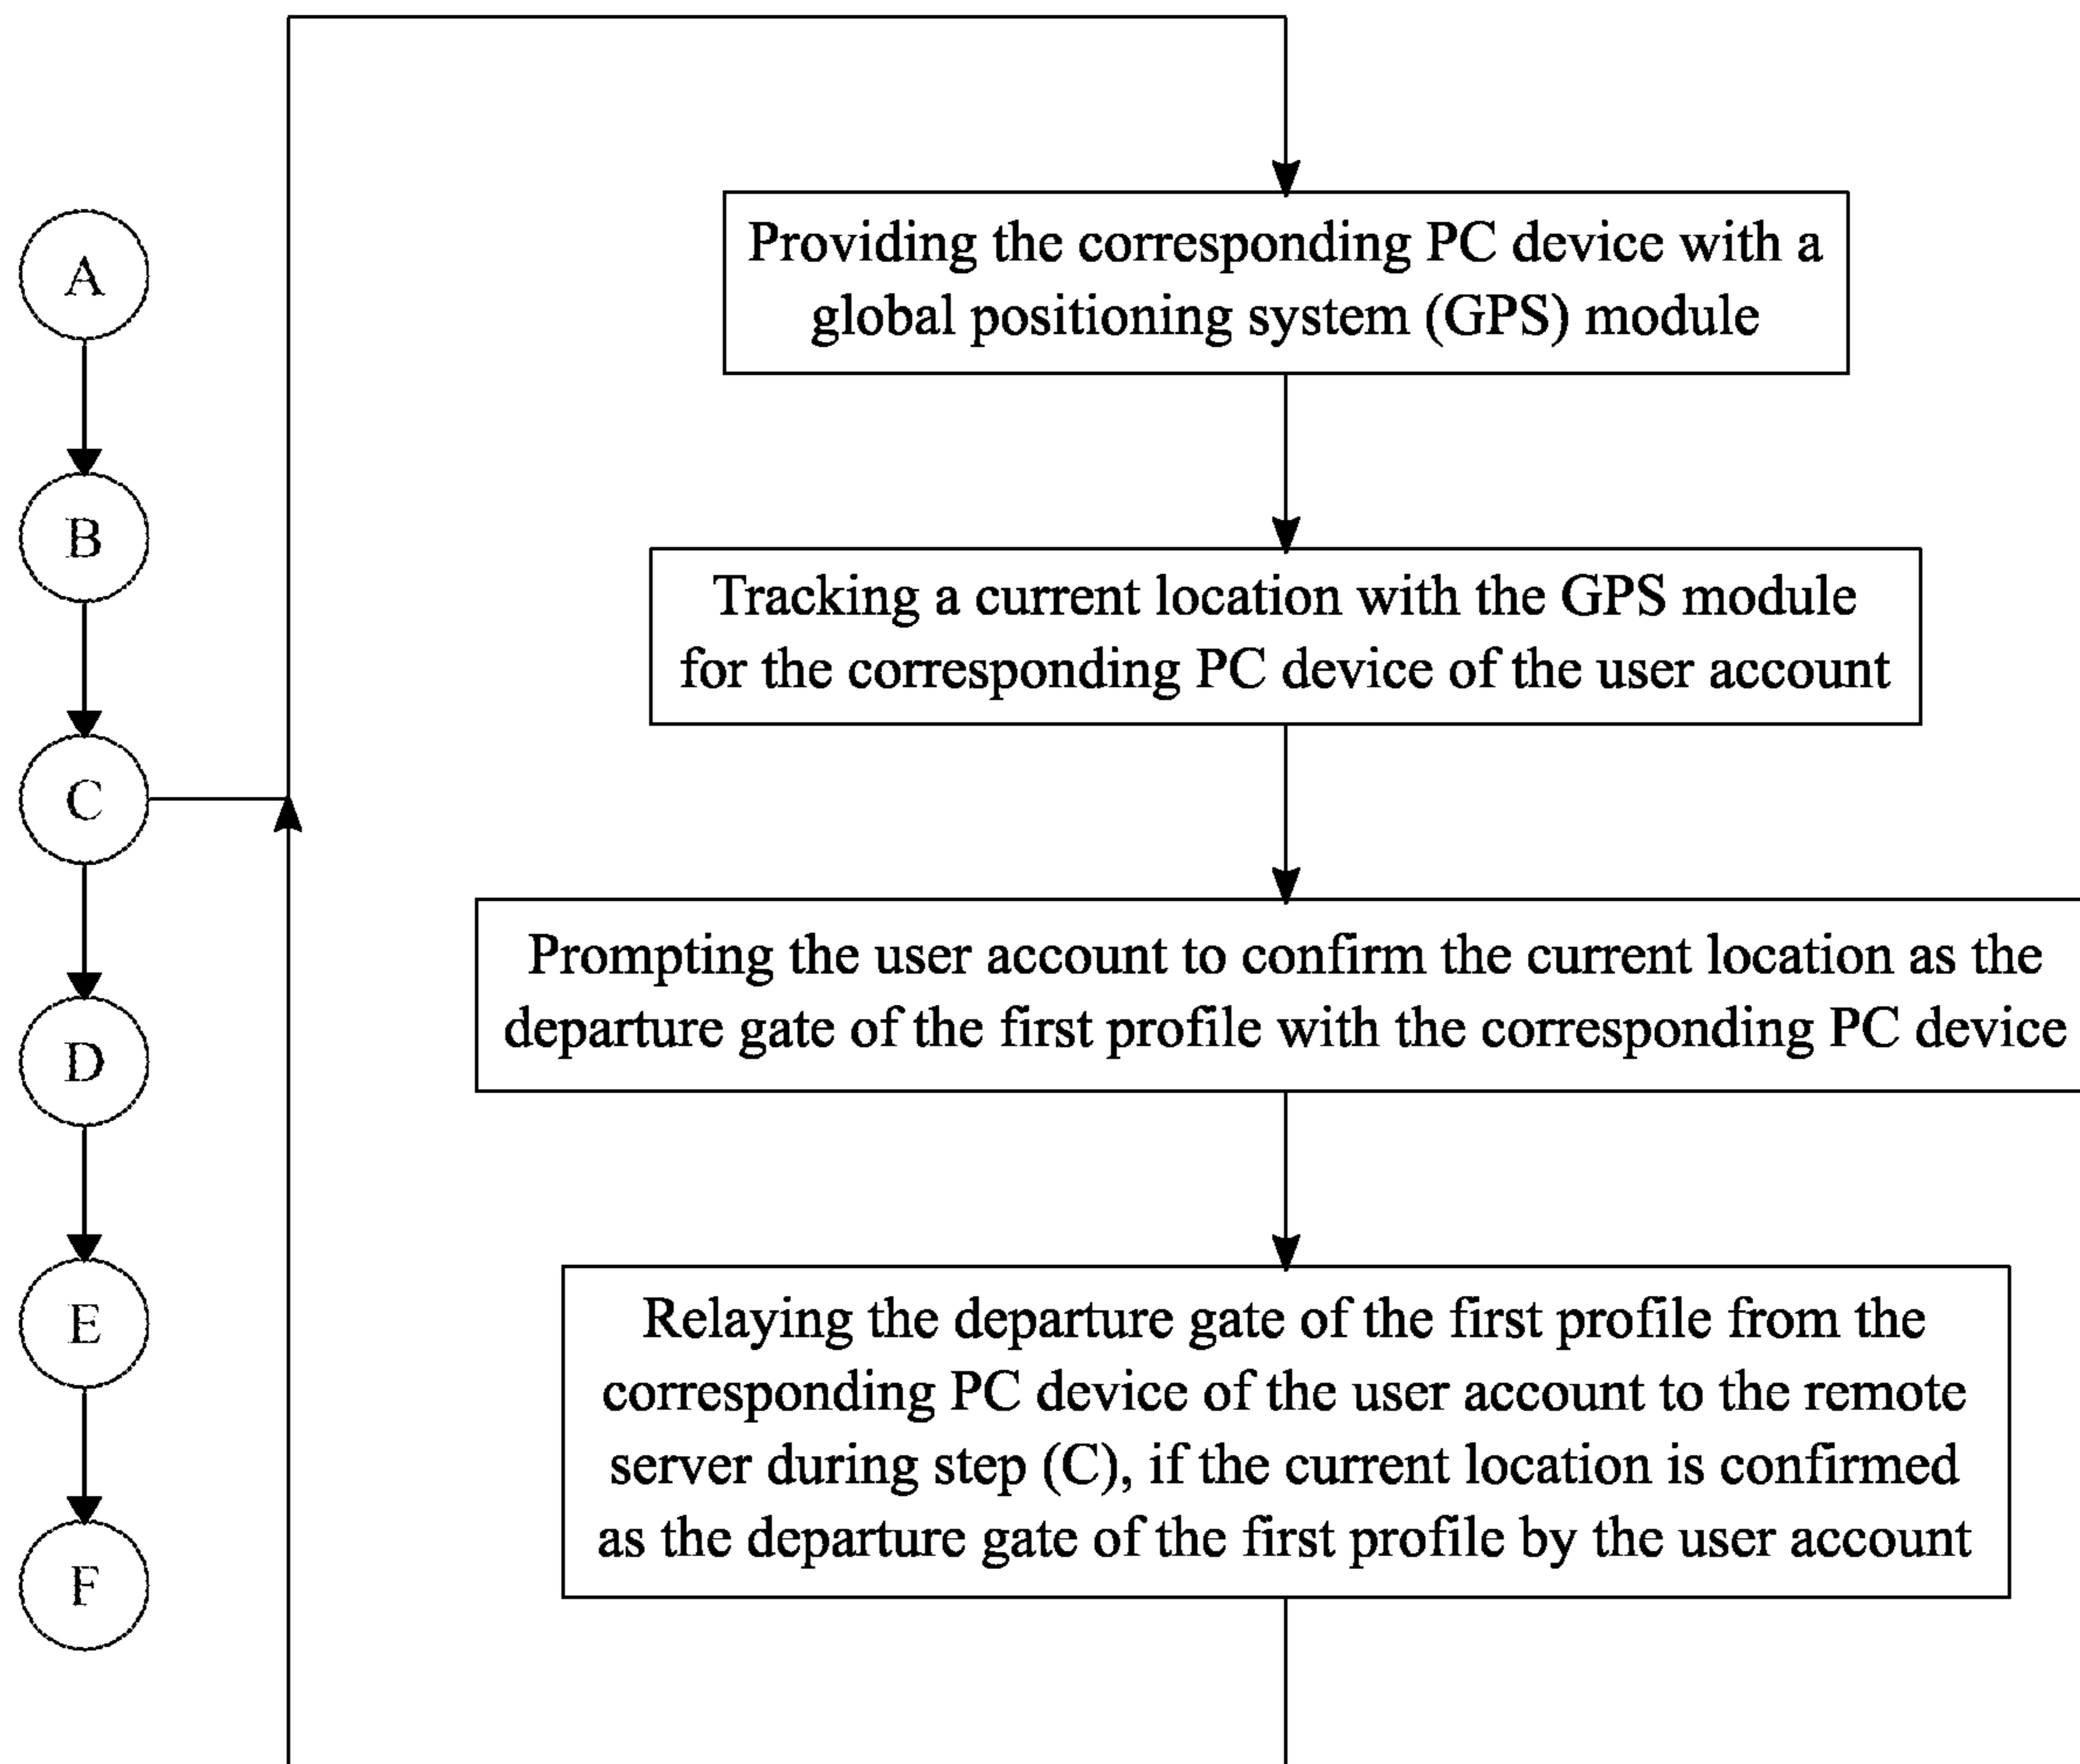 A
B
C
D
E
F
Providing the corresponding PC device with a
global positioning system (GPS) module
Tracking a current location with the GPS module
for the corresponding PC device of the user account
Prompting the user account to confirm the current location as the
departure gate of the first profile with the corresponding PC device
Relaying the departure gate of the first profile from the
corresponding PC device of the user account to the remote
server during step (C), if the current location is confirmed
as the departure gate of the first profile by the user account